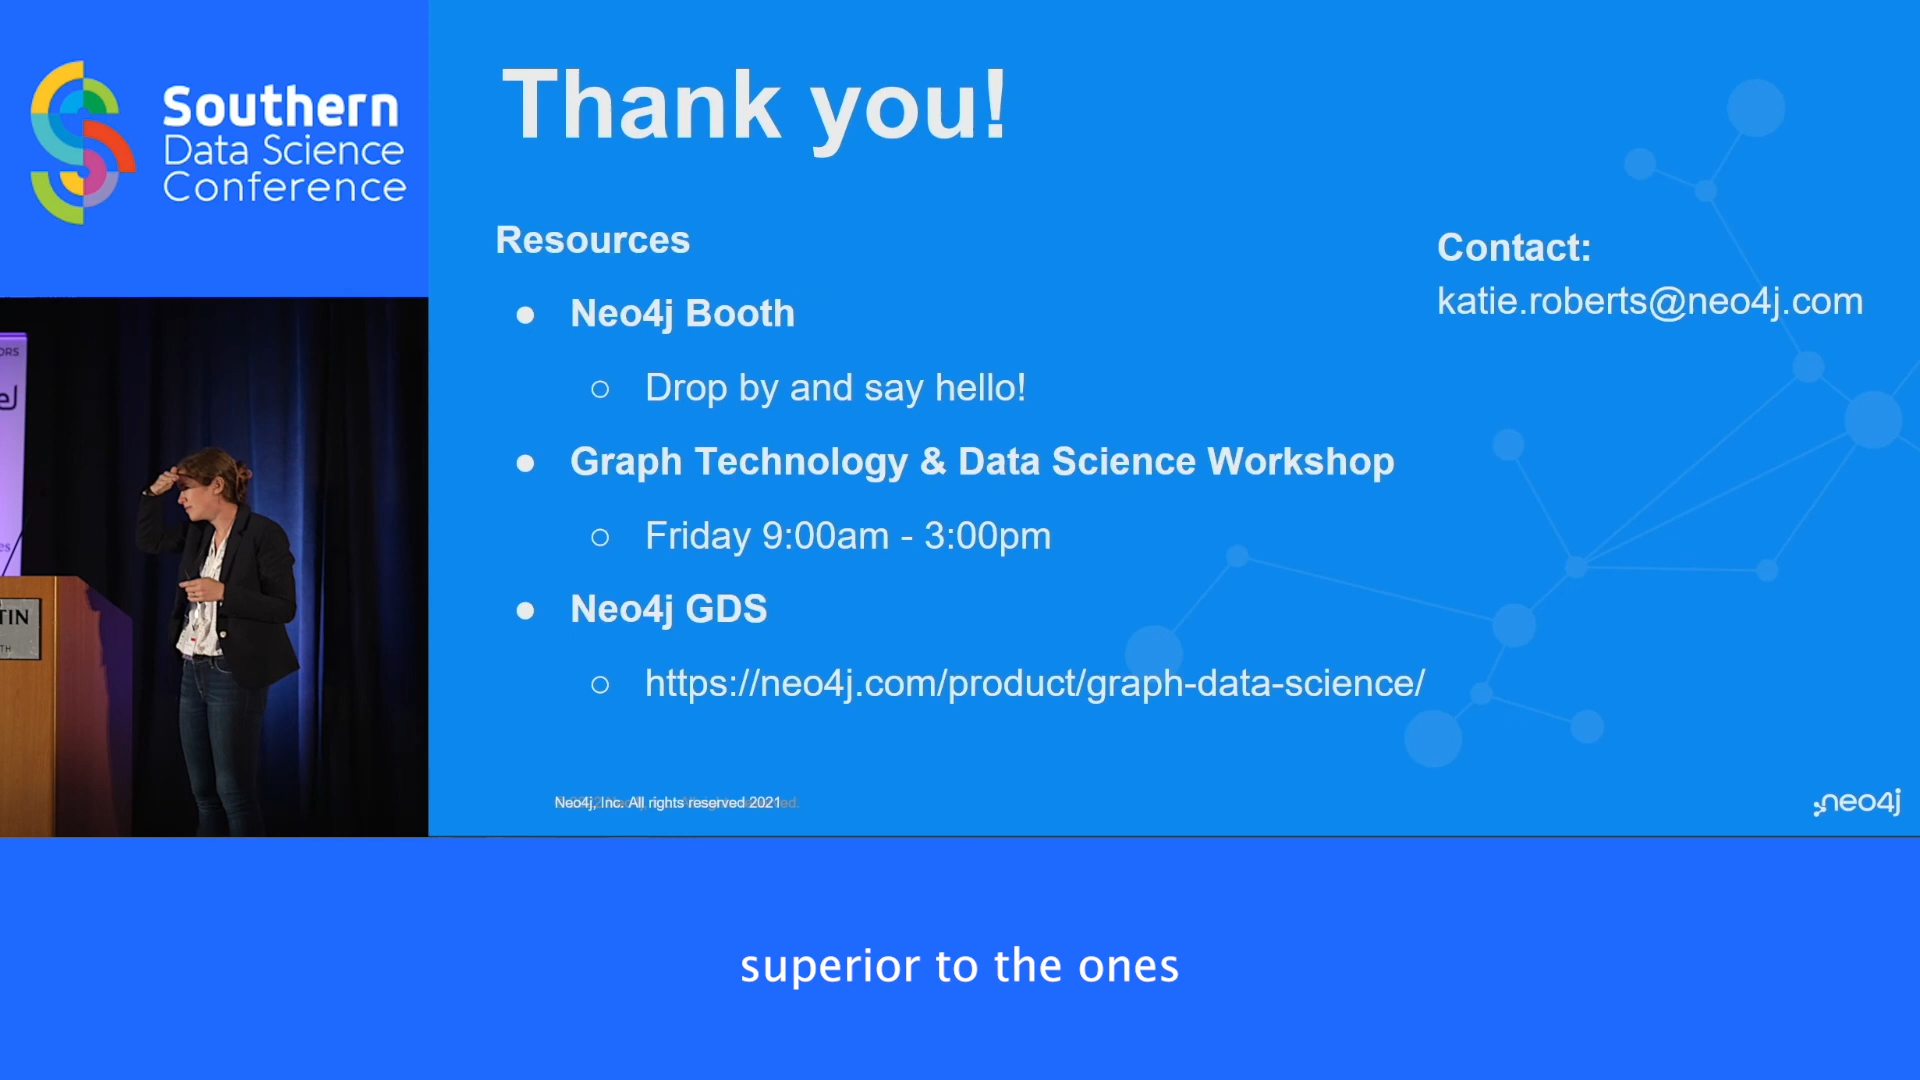 Southern
Data Science
Conference
Thank you!
Resources
● Neo4j Booth
○ Drop by and say hello!
● Graph Technology & Data Science Workshop
○ Friday 9:00am - 3:00pm
● Neo4j GDS
○ https://neo4j.com/product/graph-data-science/
Contact:
katie.roberts@neo4j.com
Neo4j, Inc. All rights reserved 2021
neo4j
superior to the ones